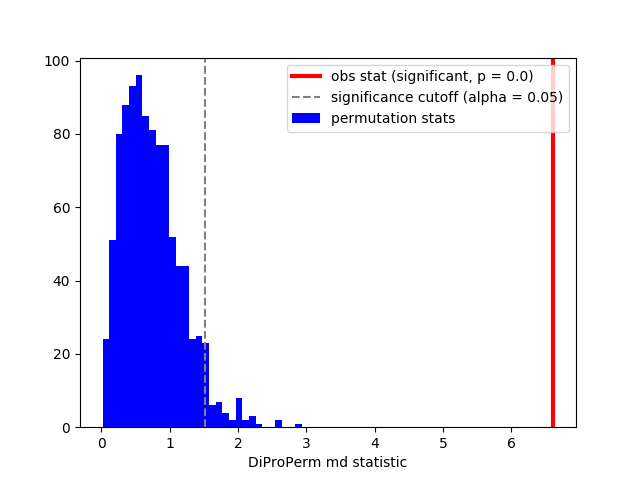 100
80
60
40
20
0
obs stat (significant, p = 0.0)
significance cutoff (alpha = 0.05)
permutation stats
0 1 2 3 4 5 6
DiProPerm md statistic